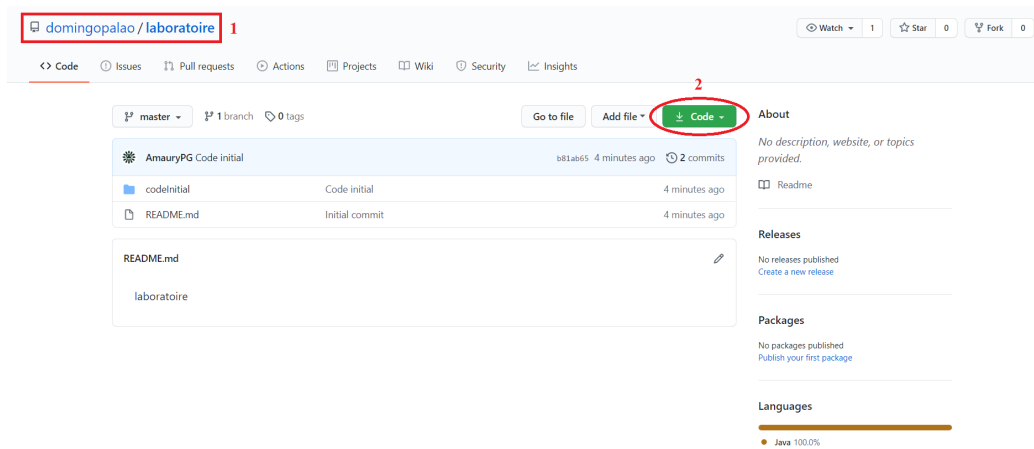 domingopalao / laboratoire 1
Watch 1 Star 0 Fork 0
Code Issues Pull requests Actions Projects Wiki Security Insights
2
master 1 branch 0 tags Go to file Add file Code
AmauryPG Code initial b81ab65 4 minutes ago 2 commits
codeInitial Code initial 4 minutes ago
README.md Initial commit 4 minutes ago
README.md
laboratoire
About
No description, website, or topics
provided.
Readme
Releases
No releases published
Create a new release
Packages
No packages published
Publish your first package
Languages
Java 100.0%